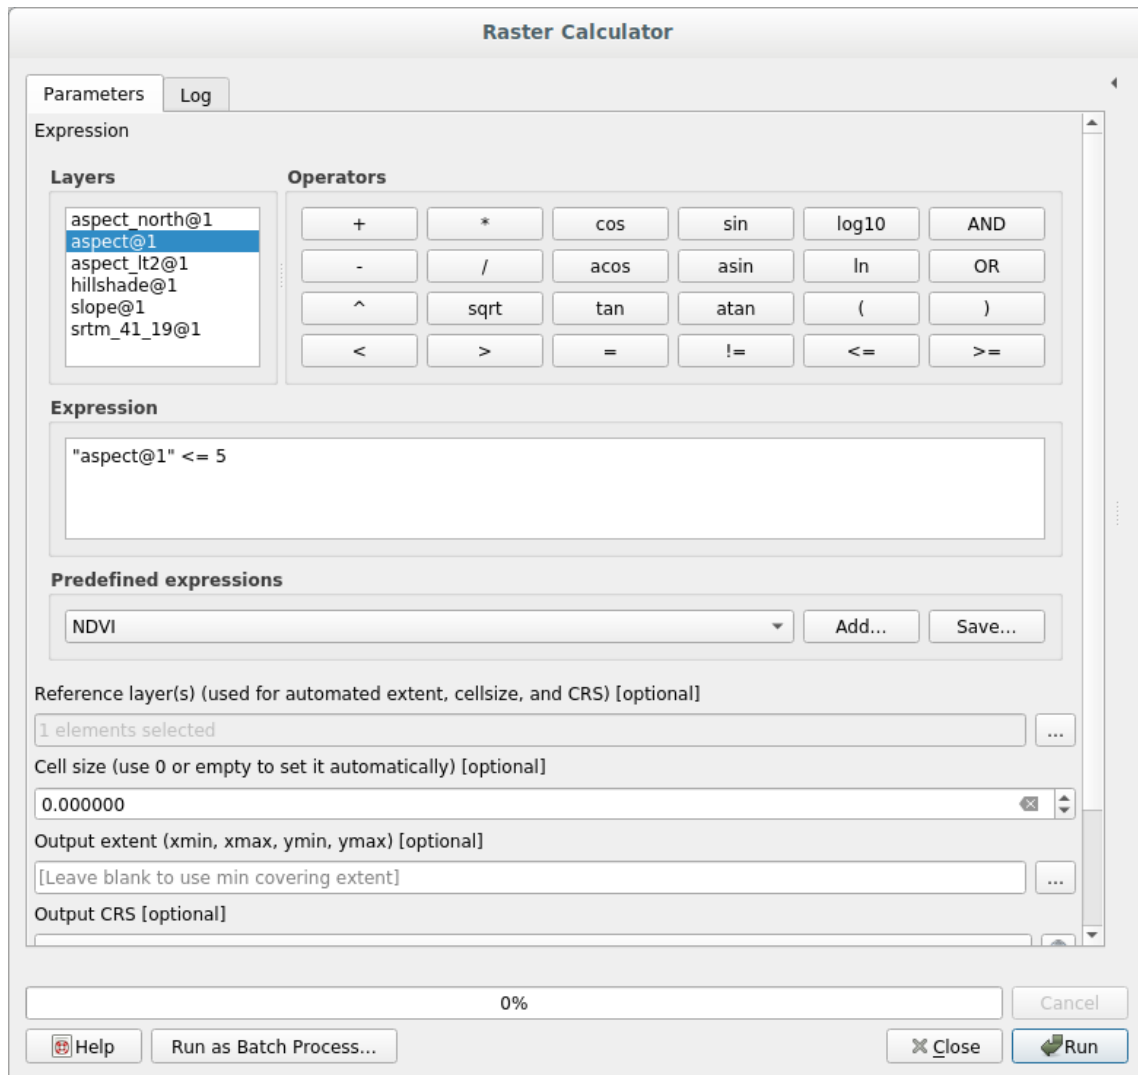 Raster Calculator
Parameters Log
Expression
Layers
Operators
aspect_north@1
aspect@1
aspect_lt2@1
hillshade@1
slope@1
srtm_41_19@1
+ * cos sin log10 AND
- / acos asin ln OR
^ sqrt tan atan ( )
< > = != <= >=
Expression
"aspect@1" <= 5
Predefined expressions
NDVI Add... Save...
Reference layer(s) (used for automated extent, cellsize, and CRS) [optional]
1 elements selected ...
Cell size (use 0 or empty to set it automatically) [optional]
0.000000
Output extent (xmin, xmax, ymin, ymax) [optional]
[Leave blank to use min covering extent] ...
Output CRS [optional]
0% Cancel
Help Run as Batch Process... Close Run